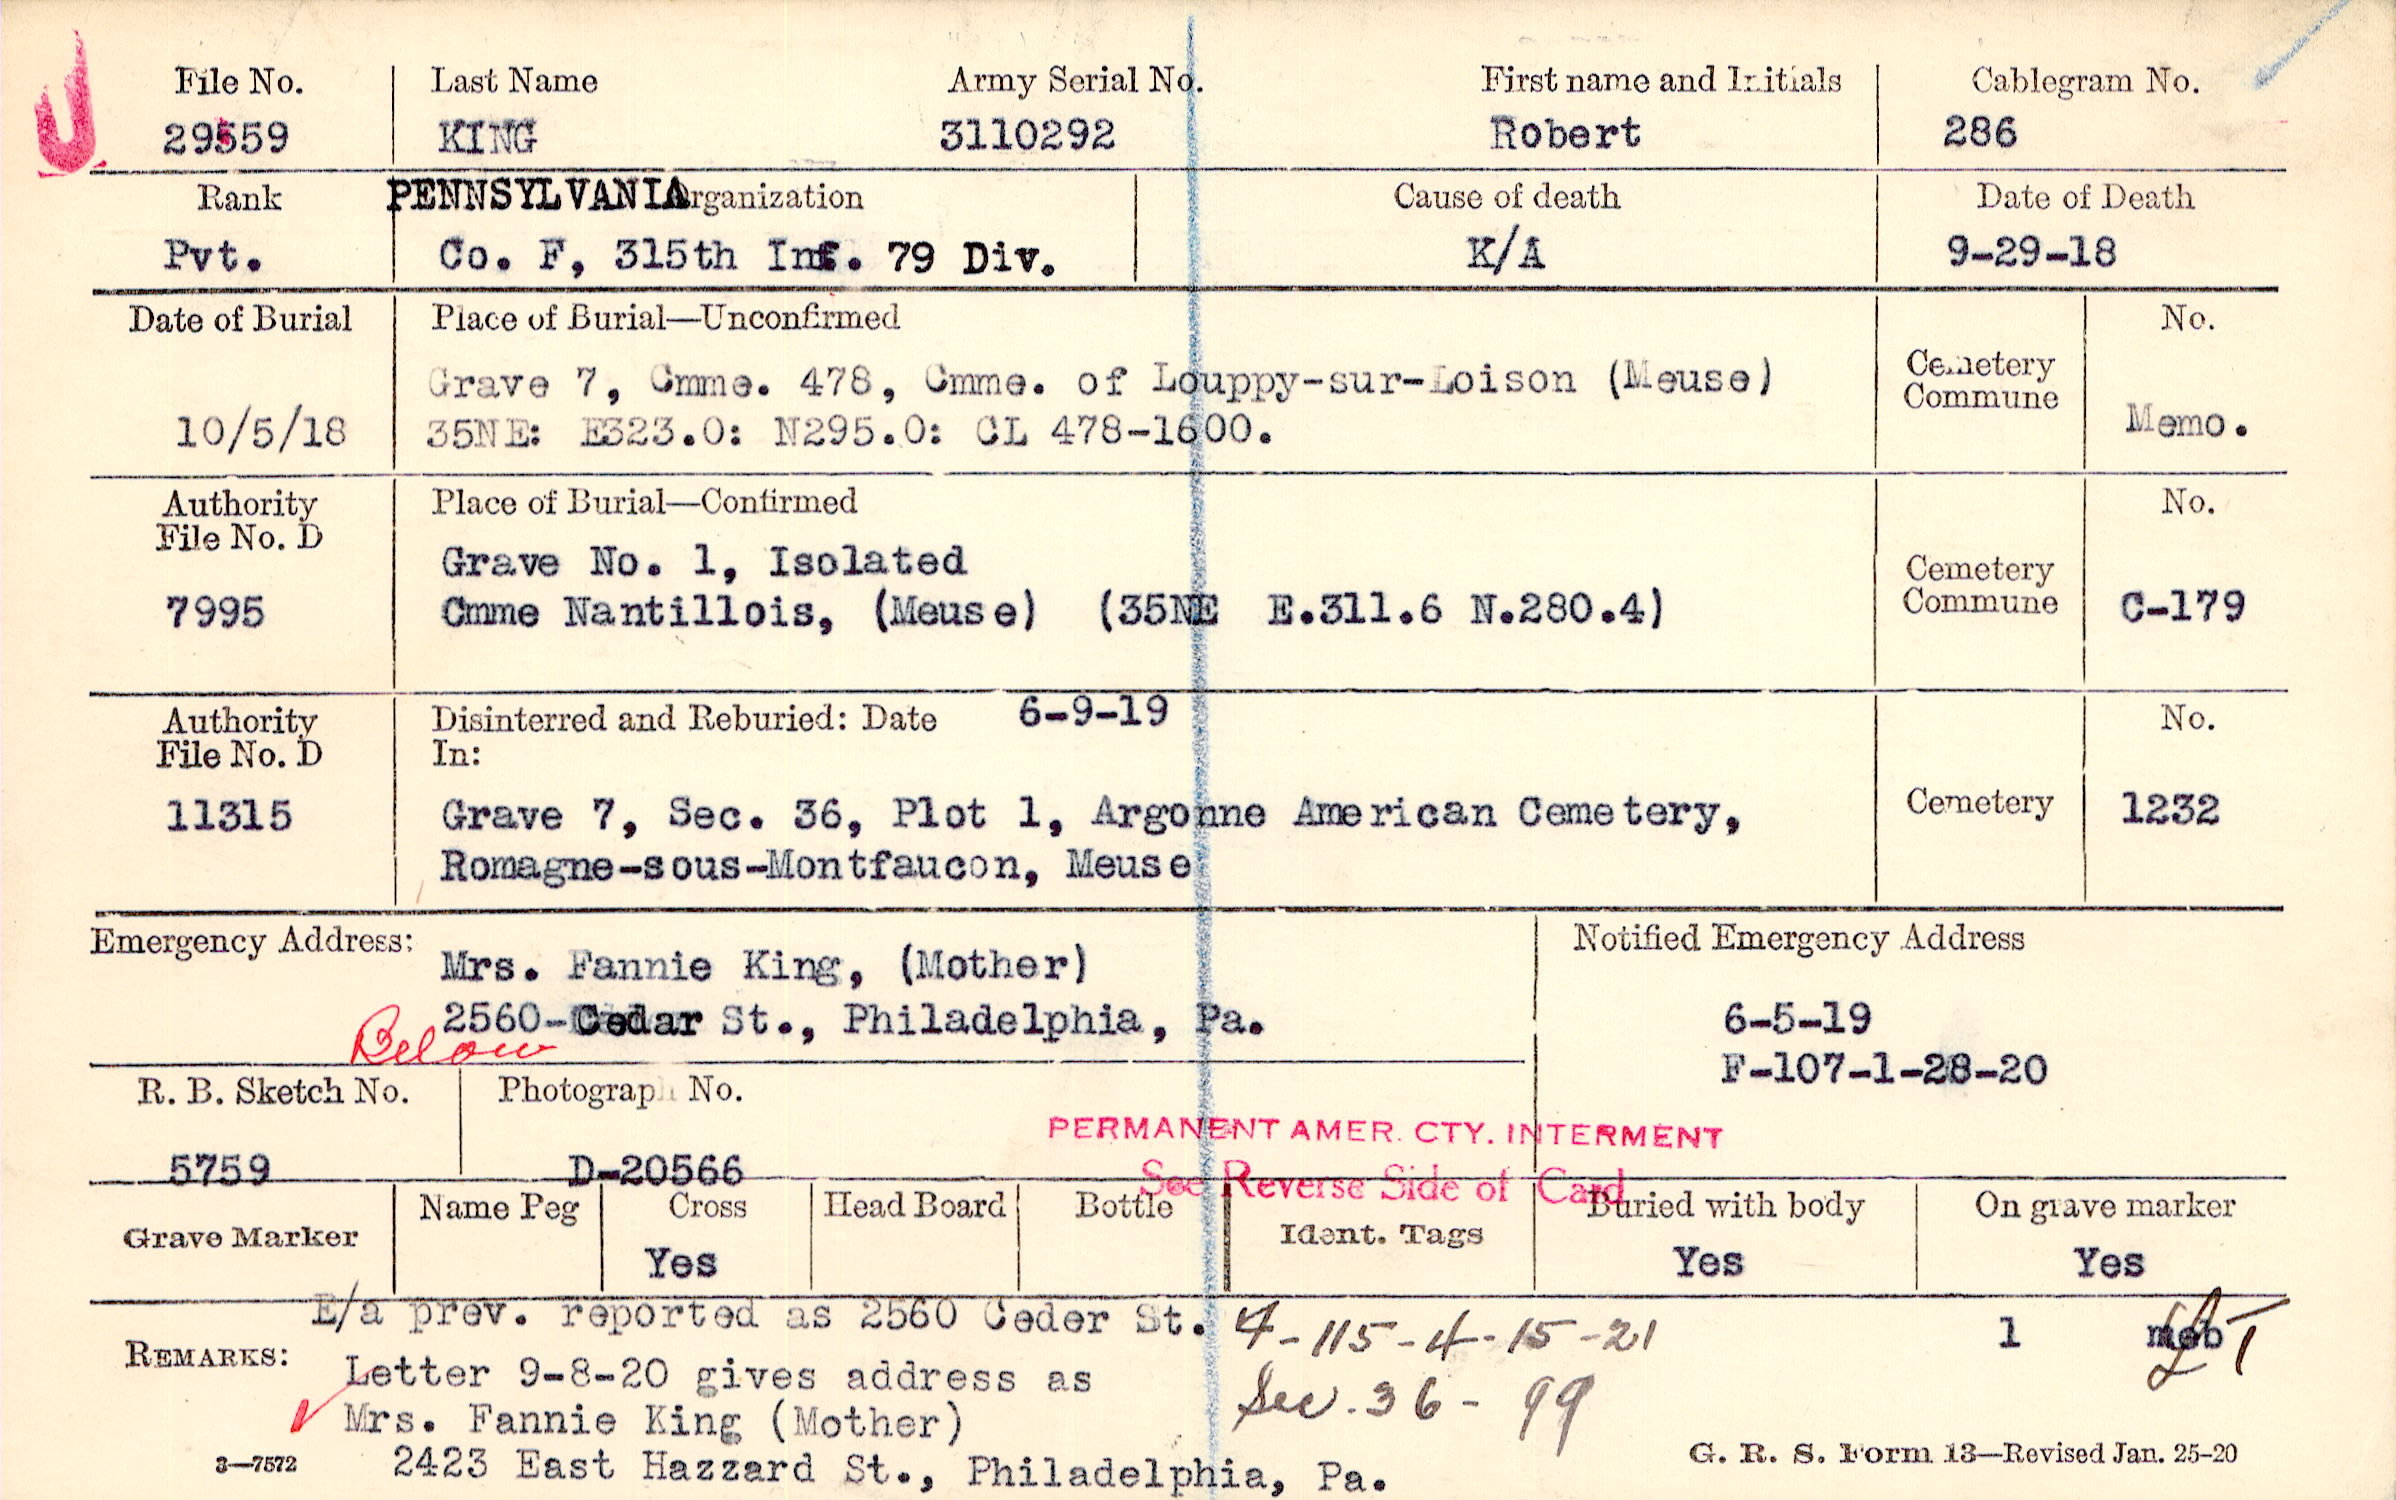 U
File No. Last Name Army Serial No. First name and Initials Cablegram No.
29559 KING 3110292 Robert 286
Rank PENNSYLVANIA Organization Cause of death Date of Death
Pvt. Co. F, 315th Inf. 79 Div. K/A 9-29-18
Date of Burial Place of Burial—Unconfirmed No.
Grave 7, Cmme. 478, Cmme. of Louppy-sur-Loison (Meuse) Cemetery
Commune
10/5/18 35NE: E323.0: N295.0: CL 478-1600. Memo.
Authority Place of Burial—Confirmed No.
File No. D
Grave No. 1, Isolated Cemetery
7995 Cmme Nantillois, (Meuse) (35NE E.311.6 N.280.4) Commune C-179
Authority Disinterred and Reburied: Date 6-9-19 No.
File No. D In:
11315 Grave 7, Sec. 36, Plot 1, Argonne American Cemetery, Cemetery 1232
Romagne-sous-Montfaucon, Meuse
Emergency Address: Notified Emergency Address
Mrs. Fannie King, (Mother)
2560-Cedar St., Philadelphia, Pa. 6-5-19
Below
F-107-1-28-20
R. B. Sketch No. Photograph No.
PERMANENT AMER. CTY. INTERMENT
5759 D-20566
See Reverse Side of Card
Grave Marker Name Peg Cross Head Board Bottle Ident. Tags Buried with body On grave marker
Yes Yes Yes
E/a prev. reported as 2560 Ceder St. 4-115-4-15-21 1 meb
REMARKS: Letter 9-8-20 gives address as
Mrs. Fannie King (Mother) Sec. 36 - 99
3—7572 2423 East Hazzard St., Philadelphia, Pa. G. R. S. Form 13—Revised Jan. 25-20